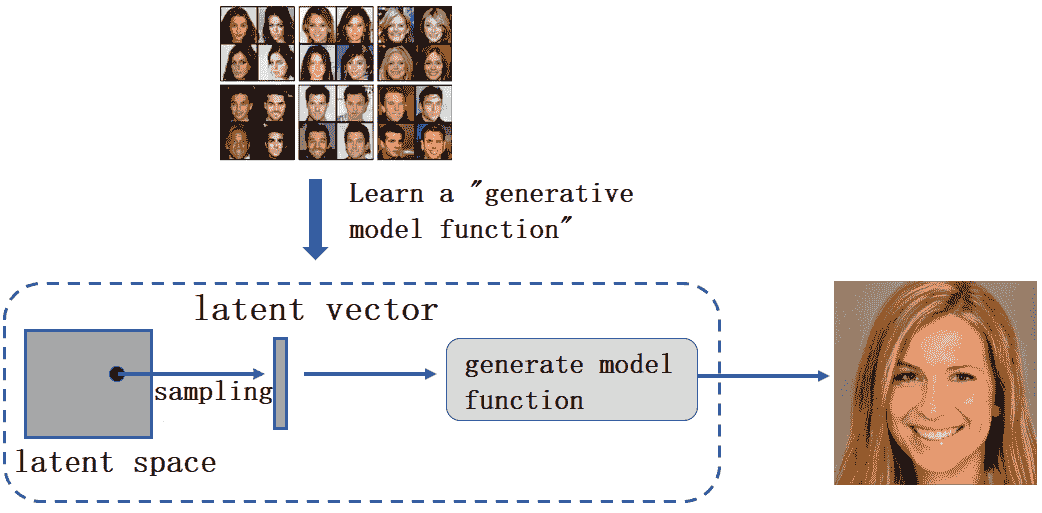 Learn a "generative
model function"
latent vector
generate model
function
sampling
latent space